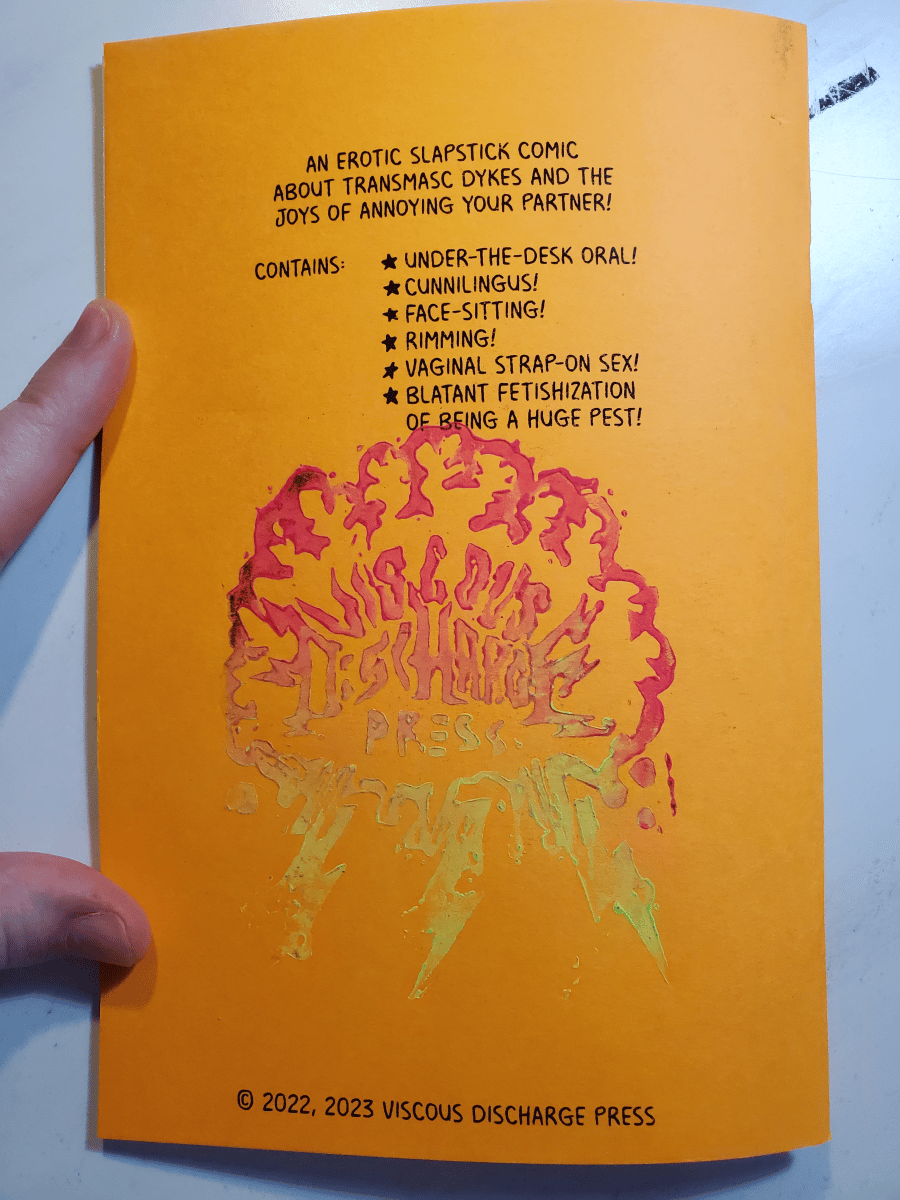 AN EROTIC SLAPSTICK COMIC
ABOUT TRANSMASC DYKES AND THE
JOYS OF ANNOYING YOUR PARTNER!
CONTAINS: ★ UNDER-THE-DESK ORAL!
★ CUNNILINGUS!
★ FACE-SITTING!
★ RIMMING!
★ VAGINAL STRAP-ON SEX!
★ BLATANT FETISHIZATION
OF BEING A HUGE PEST!
VISCOUS
DISCHARGE
PRESS.
© 2022, 2023 VISCOUS DISCHARGE PRESS